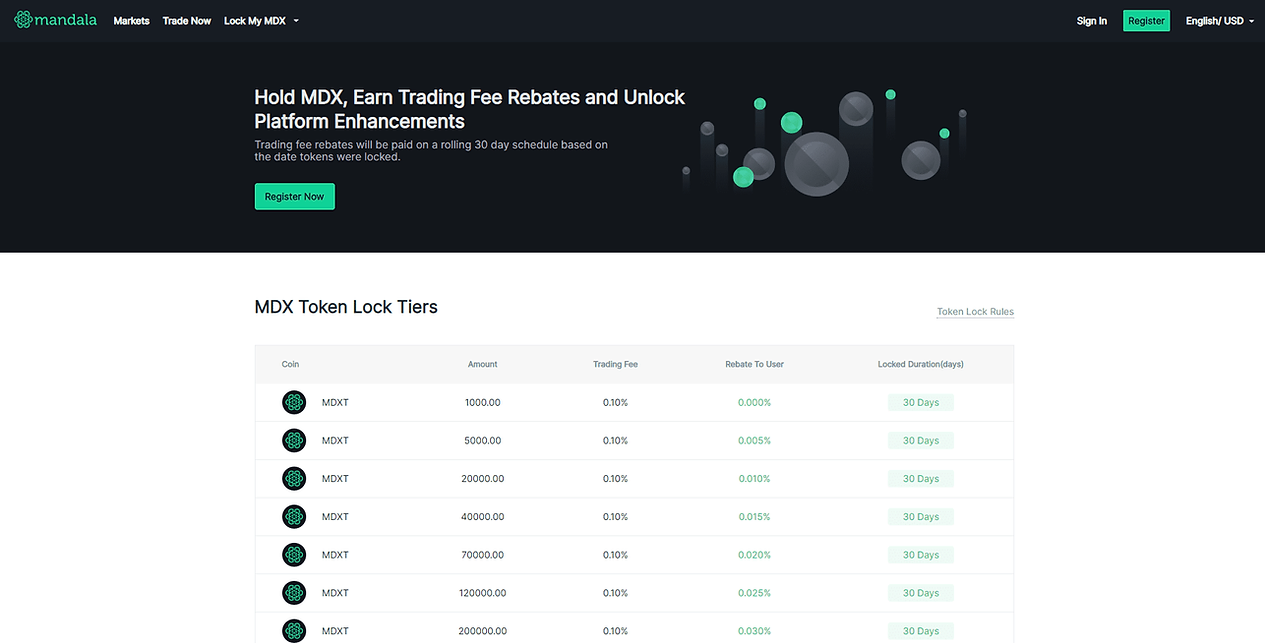 mandala Markets Trade Now Lock My MDX Sign In Register English/ USD
Hold MDX, Earn Trading Fee Rebates and Unlock
Platform Enhancements
Trading fee rebates will be paid on a rolling 30 day schedule based on
the date tokens were locked.
Register Now
MDX Token Lock Tiers
Token Lock Rules
Coin Amount Trading Fee Rebate To User Locked Duration(days)
MDXT 1000.00 0.10% 0.000% 30 Days
MDXT 5000.00 0.10% 0.005% 30 Days
MDXT 20000.00 0.10% 0.010% 30 Days
MDXT 40000.00 0.10% 0.015% 30 Days
MDXT 70000.00 0.10% 0.020% 30 Days
MDXT 120000.00 0.10% 0.025% 30 Days
MDXT 200000.00 0.10% 0.030% 30 Days